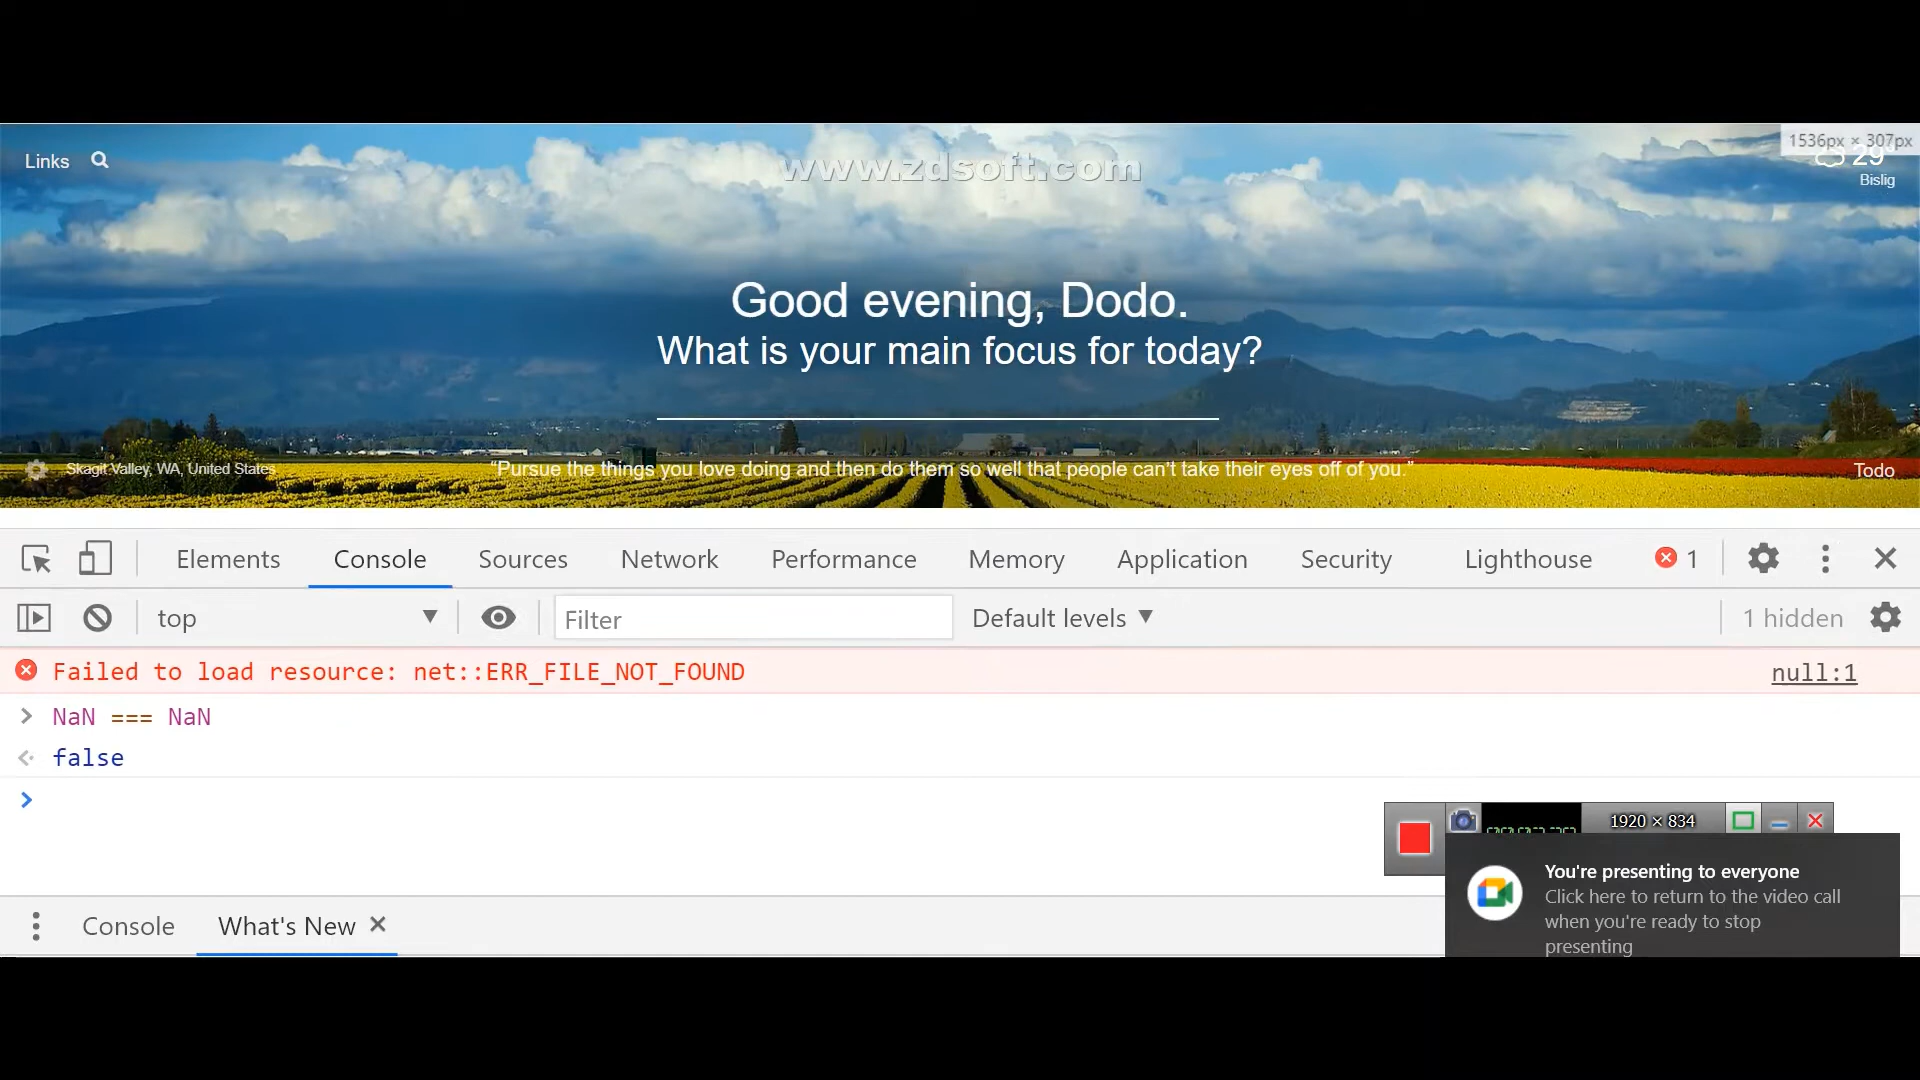 1536px × 307px
Links
www.zdsoft.com
29°
Bislig
Good evening, Dodo.
What is your main focus for today?
Skagit Valley, WA, United States
“Pursue the things you love doing and then do them so well that people can't take their eyes off of you.”
Todo
Elements Console Sources Network Performance Memory Application Security Lighthouse 1
top Filter Default levels 1 hidden
Failed to load resource: net::ERR_FILE_NOT_FOUND null:1
> NaN === NaN
false
>
1920 × 834
You're presenting to everyone
Click here to return to the video call
when you're ready to stop
presenting
Console What's New